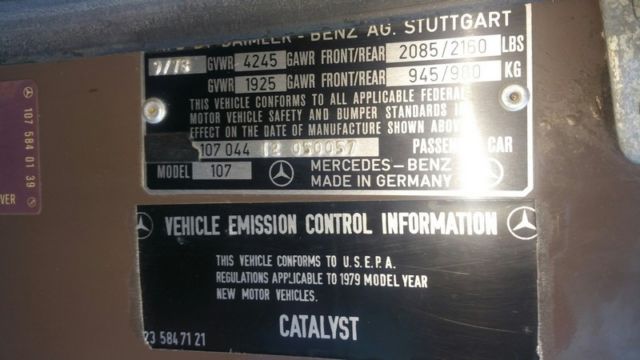 DAIMLER - BENZ AG. STUTTGART
GVWR 4245 GAWR FRONT/REAR 2085/2160 LBS
GVWR 1925 GAWR FRONT/REAR 945/980 KG
THIS VEHICLE CONFORMS TO ALL APPLICABLE FEDERAL
MOTOR VEHICLE SAFETY AND BUMPER STANDARDS IN
EFFECT ON THE DATE OF MANUFACTURE SHOWN ABOVE
107 044 12 050057 PASSENGER CAR
MODEL 107 MERCEDES-BENZ
MADE IN GERMANY
107 584 01 39
VER
VEHICLE EMISSION CONTROL INFORMATION
THIS VEHICLE CONFORMS TO U.S.E.P.A.
REGULATIONS APPLICABLE TO 1979 MODEL YEAR
NEW MOTOR VEHICLES.
CATALYST
23 584 71 21